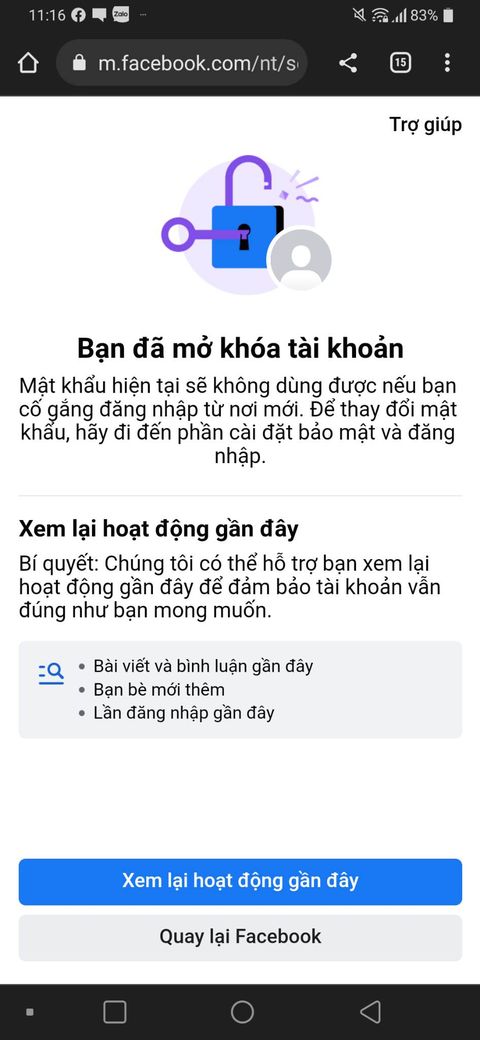 11:16 Zalo 83%
m.facebook.com/nt/s 15
Trợ giúp
Bạn đã mở khóa tài khoản
Mật khẩu hiện tại sẽ không dùng được nếu bạn
cố gắng đăng nhập từ nơi mới. Để thay đổi mật
khẩu, hãy đi đến phần cài đặt bảo mật và đăng
nhập.
Xem lại hoạt động gần đây
Bí quyết: Chúng tôi có thể hỗ trợ bạn xem lại
hoạt động gần đây để đảm bảo tài khoản vẫn
đúng như bạn mong muốn.
• Bài viết và bình luận gần đây
• Bạn bè mới thêm
• Lần đăng nhập gần đây
Xem lại hoạt động gần đây
Quay lại Facebook